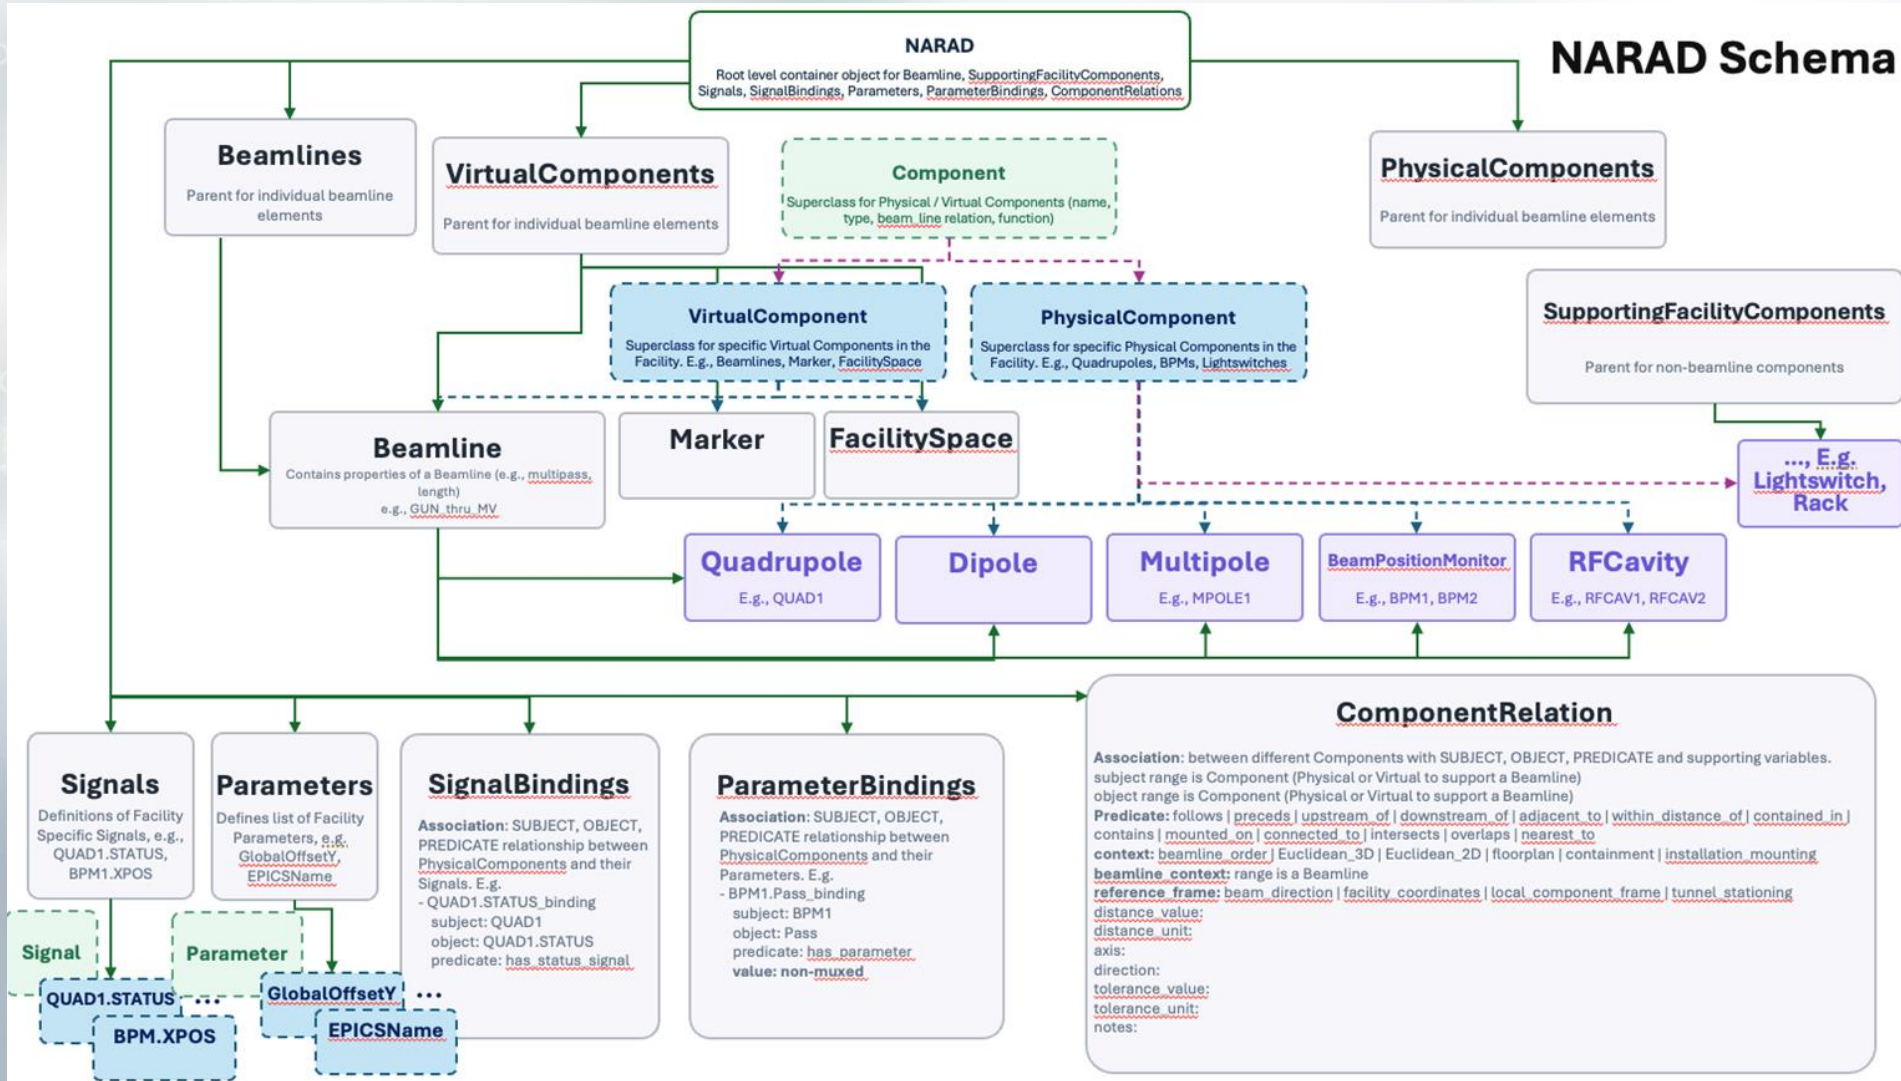 NARAD Schema
NARAD
Root level container object for Beamline, SupportingFacilityComponents,
Signals, SignalBindings, Parameters, ParameterBindings, ComponentRelations
Beamlines
Parent for individual beamline
elements
VirtualComponents
Parent for individual beamline elements
Component
Superclass for Physical / Virtual Components (name,
type, beam_line relation, function)
PhysicalComponents
Parent for individual beamline elements
VirtualComponent
Superclass for specific Virtual Components in the
Facility. E.g., Beamlines, Marker, FacilitySpace
PhysicalComponent
Superclass for specific Physical Components in the
Facility. E.g., Quadrupoles, BPMs, Lightswitches
SupportingFacilityComponents
Parent for non-beamline components
Beamline
Contains properties of a Beamline (e.g., multipass,
length)
e.g., GUN_thru_MV
Marker
FacilitySpace
..., E.g.
Lightswitch,
Rack
Quadrupole
E.g., QUAD1
Dipole
Multipole
E.g., MPOLE1
BeamPositionMonitor
E.g., BPM1, BPM2
RFCavity
E.g., RFCAV1, RFCAV2
Signals
Definitions of Facility
Specific Signals, e.g.,
QUAD1.STATUS,
BPM1.XPOS
Parameters
Defines list of Facility
Parameters, e.g.
GlobalOffsetY,
EPICSName
SignalBindings
Association: SUBJECT, OBJECT,
PREDICATE relationship between
PhysicalComponents and their
Signals. E.g.
- QUAD1.STATUS_binding
subject: QUAD1
object: QUAD1.STATUS
predicate: has_status_signal
ParameterBindings
Association: SUBJECT, OBJECT,
PREDICATE relationship between
PhysicalComponents and their
Parameters. E.g.
- BPM1.Pass_binding
subject: BPM1
object: Pass
predicate: has_parameter
value: non-muxed
ComponentRelation
Association: between different Components with SUBJECT, OBJECT, PREDICATE and supporting variables.
subject range is Component (Physical or Virtual to support a Beamline)
object range is Component (Physical or Virtual to support a Beamline)
Predicate: follows | preceds | upstream_of | downstream_of | adjacent_to | within_distance_of | contained_in |
contains | mounted_on | connected_to | intersects | overlaps | nearest_to
context: beamline_order | Euclidean_3D | Euclidean_2D | floorplan | containment | installation_mounting
beamline_context: range is a Beamline
reference_frame: beam_direction | facility_coordinates | local_component_frame | tunnel_stationing
distance_value:
distance_unit:
axis:
direction:
tolerance_value:
tolerance_unit:
notes:
Signal
QUAD1.STATUS ...
BPM.XPOS
Parameter
GlobalOffsetY ...
EPICSName